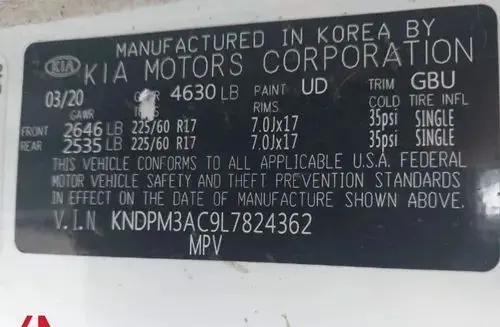 MANUFACTURED IN KOREA BY
KIA KIA MOTORS CORPORATION
03/20 GVWR 4630 LB PAINT UD TRIM GBU
GAWR RIMS COLD TIRE INFL
FRONT 2646 LB 225/60 R17 7.0Jx17 35psi SINGLE
REAR 2535 LB 225/60 R17 7.0Jx17 35psi SINGLE
THIS VEHICLE CONFORMS TO ALL APPLICABLE U.S.A. FEDERAL
MOTOR VEHICLE SAFETY AND THEFT PREVENTION STANDARDS IN
EFFECT ON THE DATE OF MANUFACTURE SHOWN ABOVE.
V.I.N KNDPM3AC9L7824362
MPV